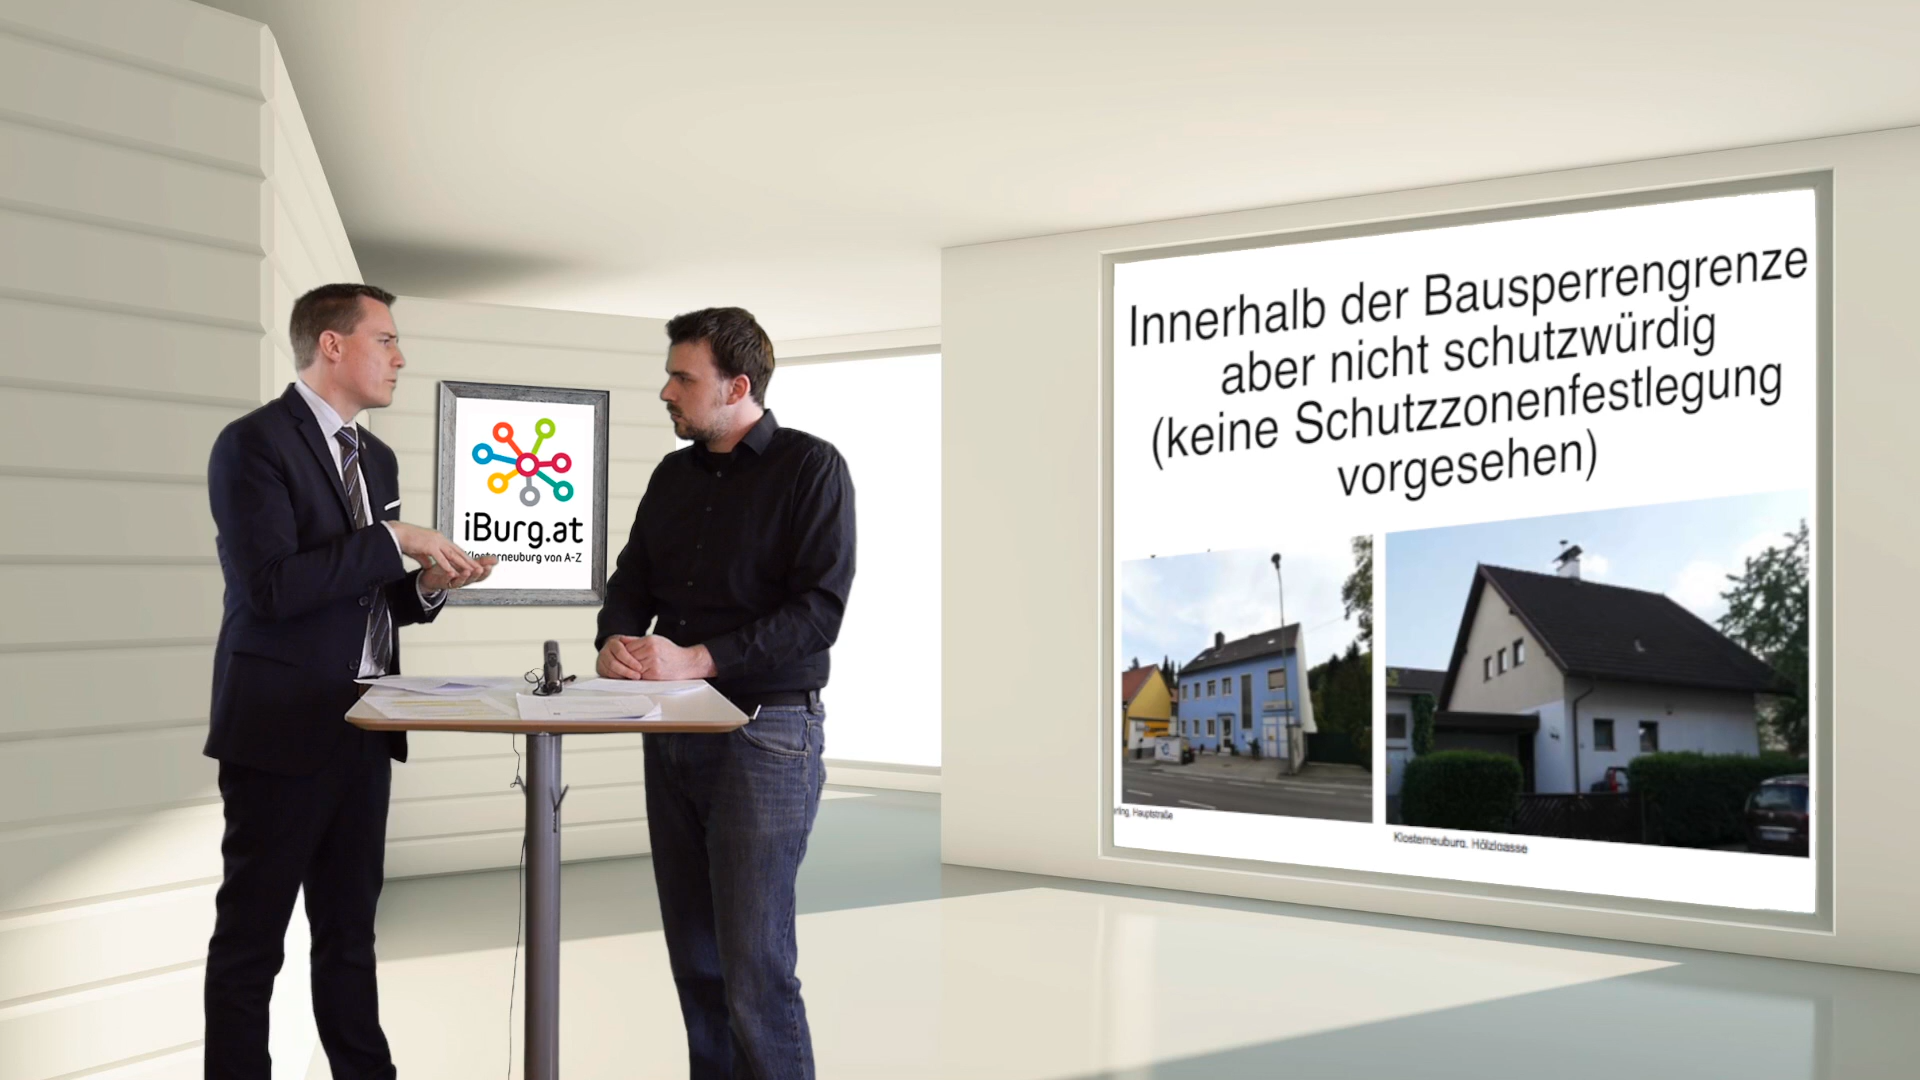 iBurg.at
Klosterneuburg von A-Z
Innerhalb der Bausperrengrenze
aber nicht schutzwürdig
(keine Schutzzonenfestlegung
vorgesehen)
Hauptstraße
Klosterneuburg, Hölzlgasse